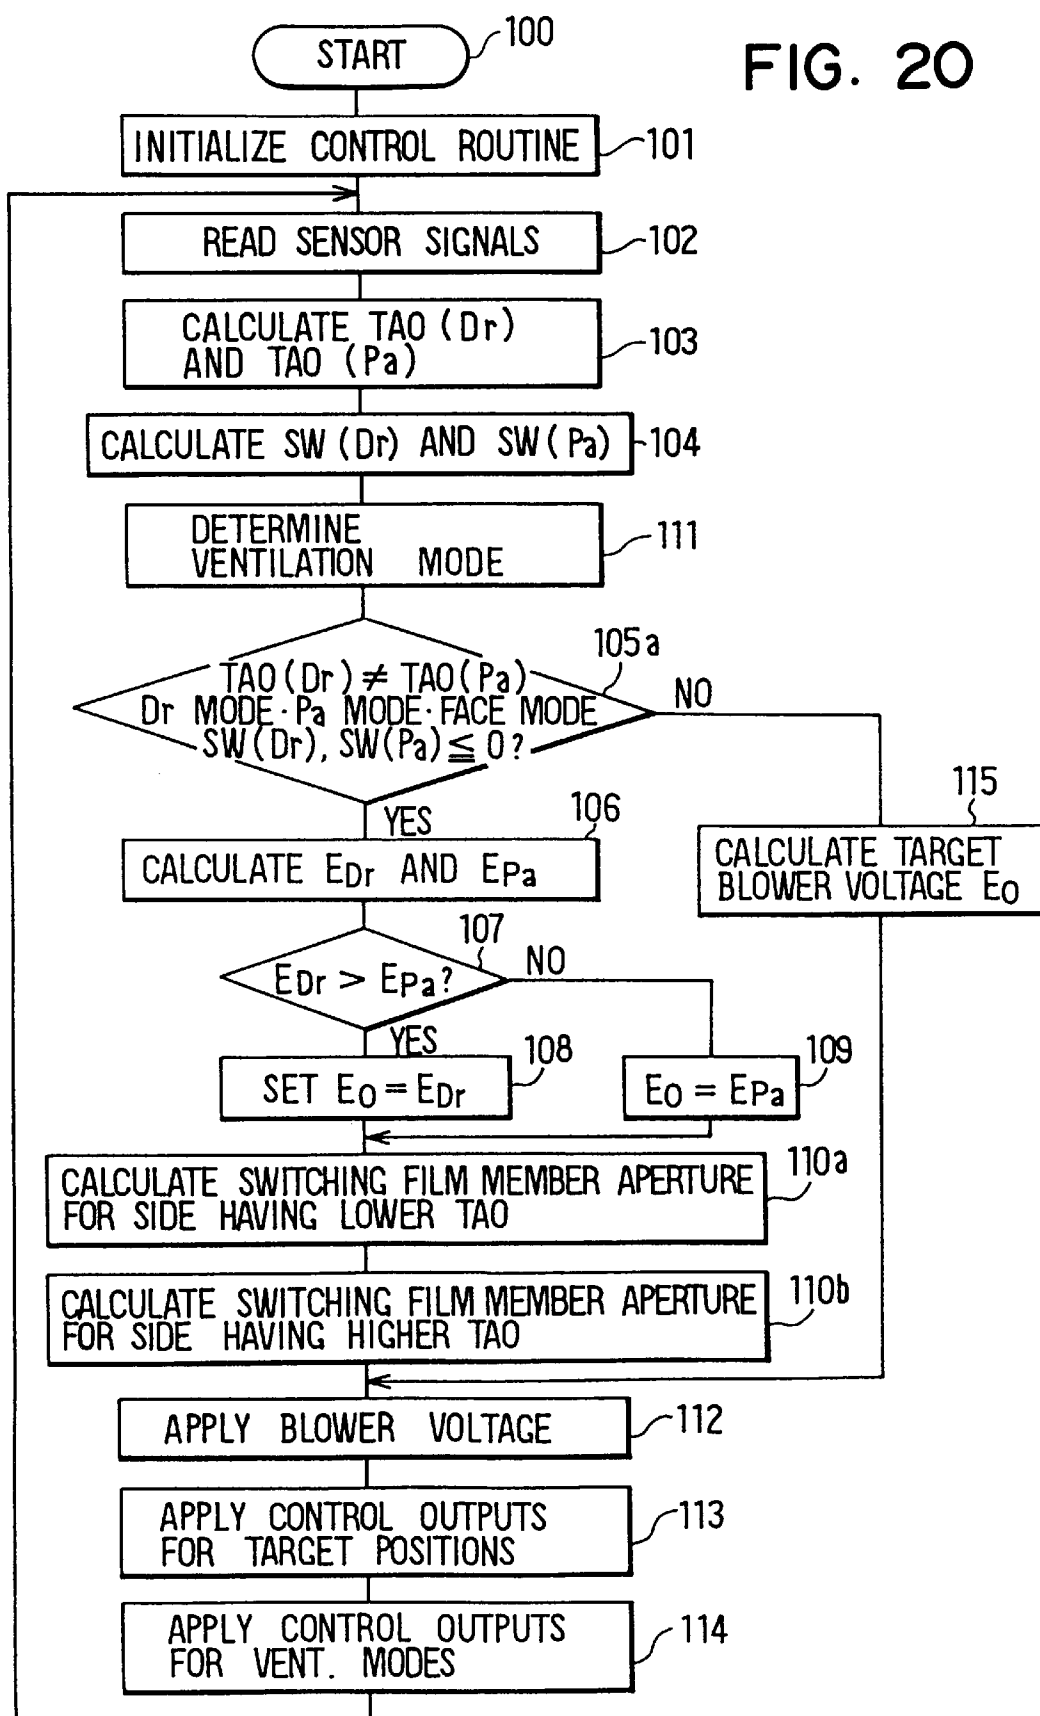 FIG. 20
START
100
INITIALIZE CONTROL ROUTINE
101
READ SENSOR SIGNALS
102
CALCULATE TAO (Dr)
AND TAO (Pa)
103
CALCULATE SW (Dr) AND SW (Pa)
104
DETERMINE
VENTILATION MODE
111
105a
TAO (Dr) ≠ TAO (Pa)
Dr MODE·Pa MODE·FACE MODE
SW(Dr), SW(Pa) ≦ 0?
NO
YES
106
CALCULATE EDr AND EPa
115
CALCULATE TARGET
BLOWER VOLTAGE EO
107
EDr > EPa?
NO
YES
108
SET EO = EDr
109
EO = EPa
CALCULATE SWITCHING FILM MEMBER APERTURE
FOR SIDE HAVING LOWER TAO
110a
CALCULATE SWITCHING FILM MEMBER APERTURE
FOR SIDE HAVING HIGHER TAO
110b
APPLY BLOWER VOLTAGE
112
APPLY CONTROL OUTPUTS
FOR TARGET POSITIONS
113
APPLY CONTROL OUTPUTS
FOR VENT. MODES
114